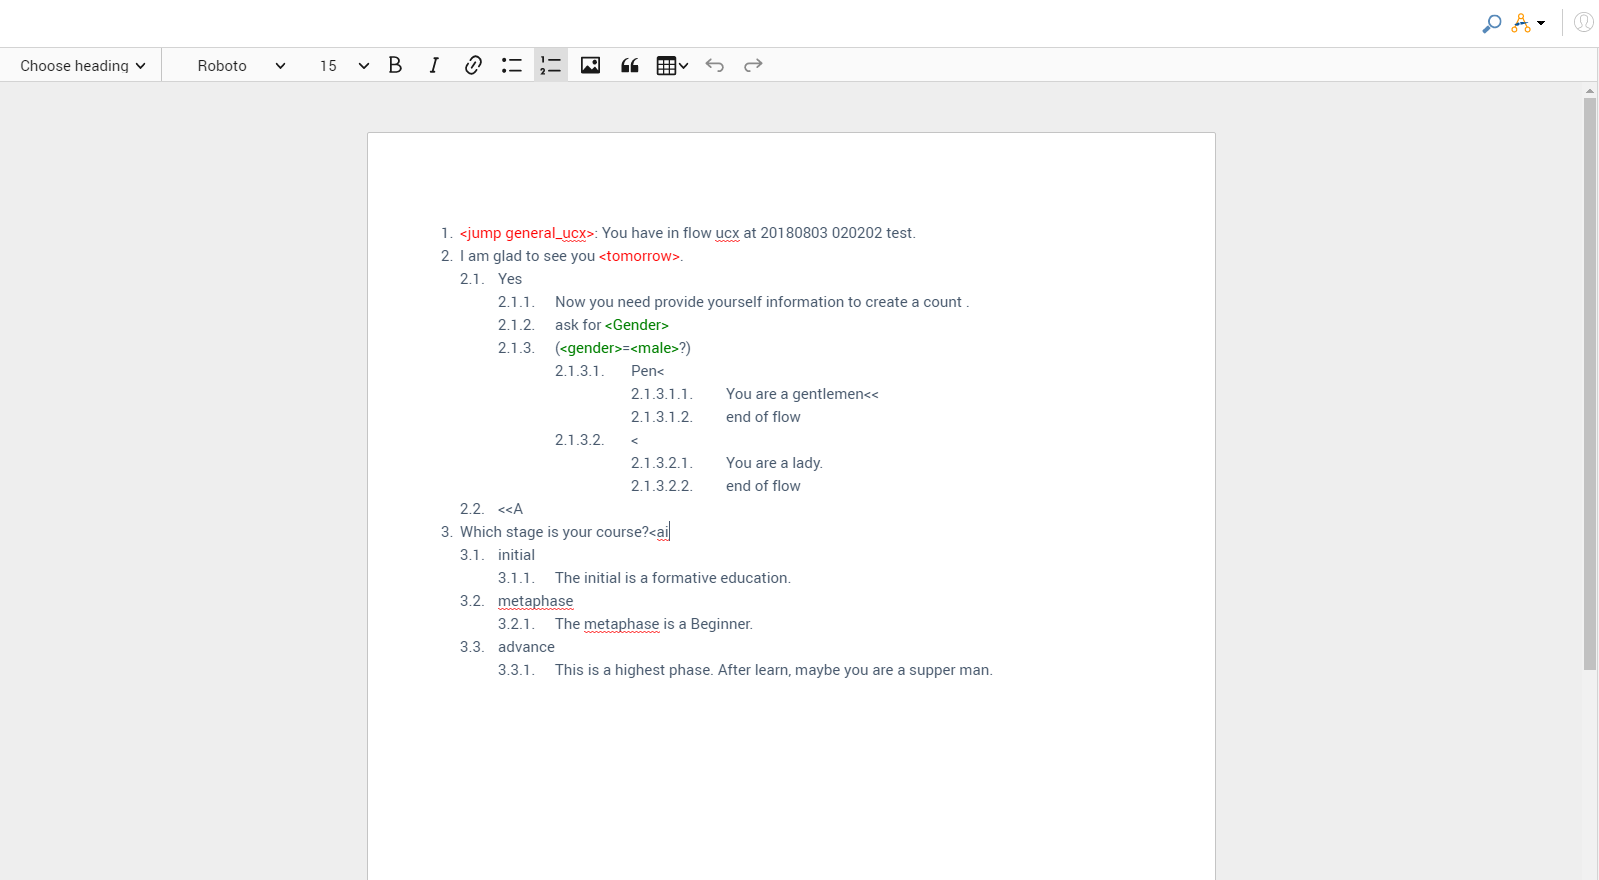 Choose heading Roboto 15 B I
1. <jump general_ucx>: You have in flow ucx at 20180803 020202 test.
2. I am glad to see you <tomorrow>.
2.1. Yes
2.1.1. Now you need provide yourself information to create a count .
2.1.2. ask for <Gender>
2.1.3. (<gender>=<male>?)
2.1.3.1. Pen<
2.1.3.1.1. You are a gentlemen<<
2.1.3.1.2. end of flow
2.1.3.2. <
2.1.3.2.1. You are a lady.
2.1.3.2.2. end of flow
2.2. <<A
3. Which stage is your course?<ai
3.1. initial
3.1.1. The initial is a formative education.
3.2. metaphase
3.2.1. The metaphase is a Beginner.
3.3. advance
3.3.1. This is a highest phase. After learn, maybe you are a supper man.